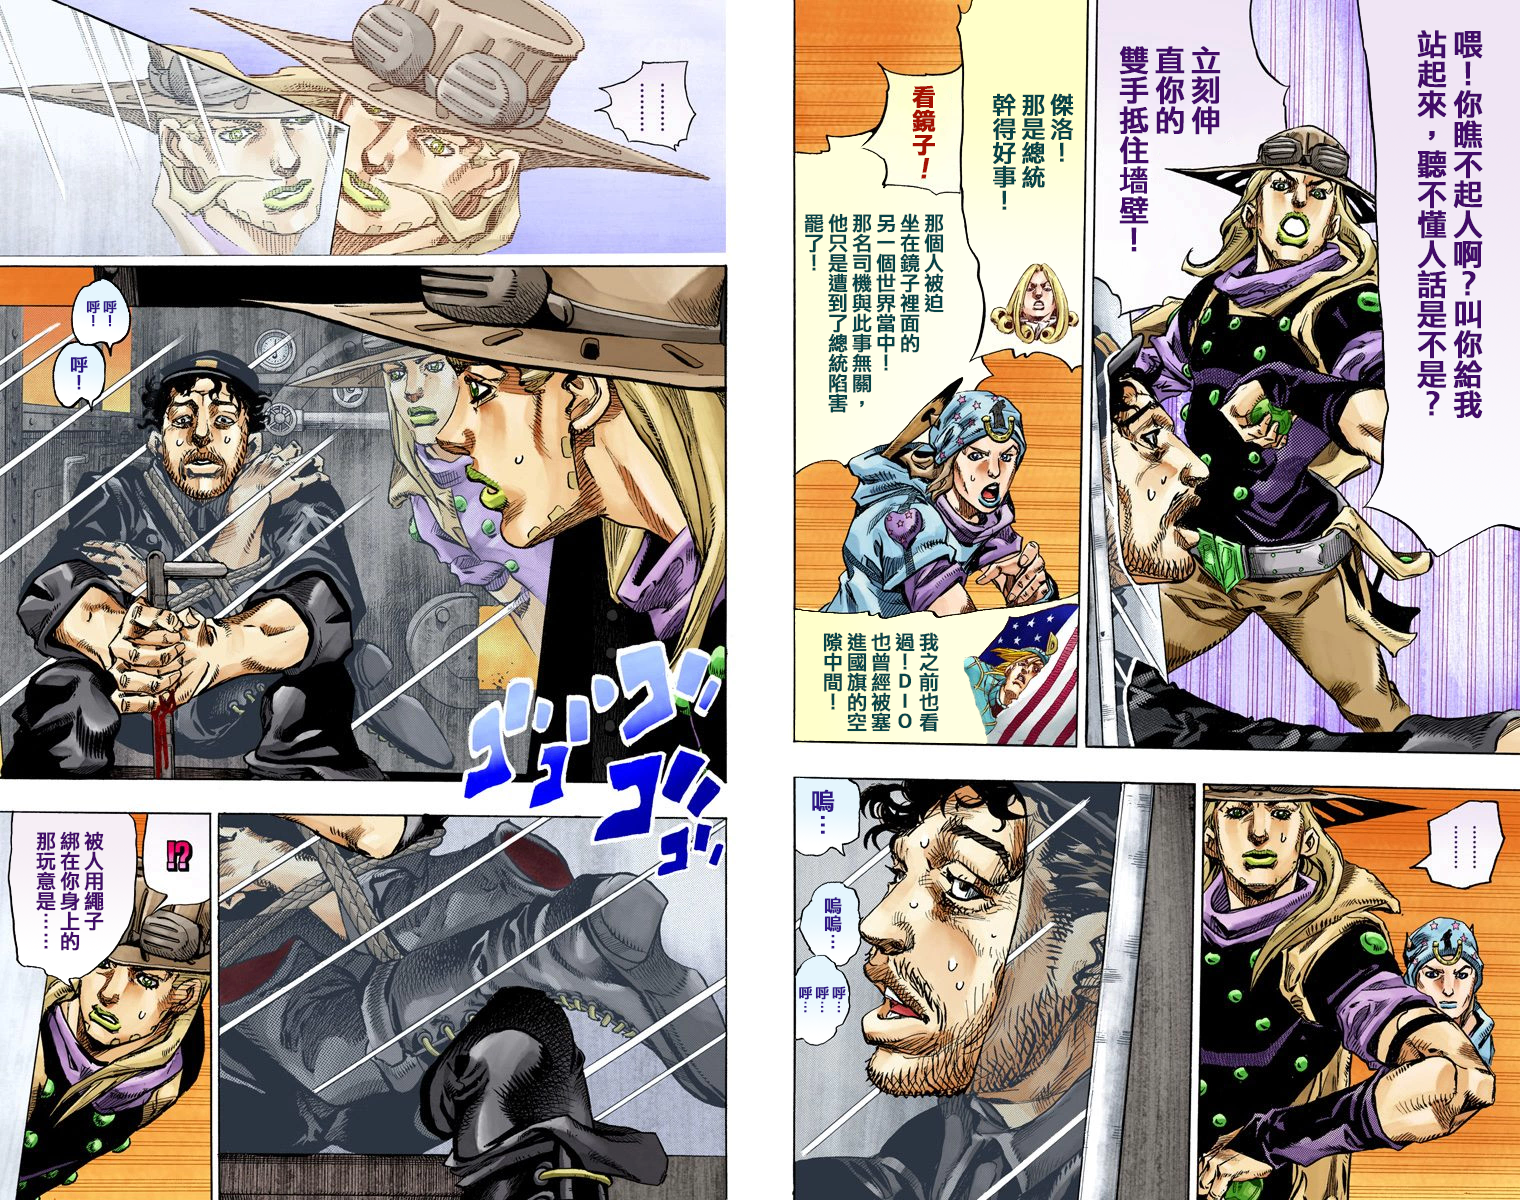 喂！你瞧不起人啊？叫你給我
站起來，聽不懂人話是不是？
立刻伸
直你的
雙手抵住墻壁！
傑洛！
那是總統
幹得好事！
看鏡子！
那個人被迫
坐在鏡子裡面的
另一個世界當中！
那名司機與此事無關，
他只是遭到了總統陷害
罷了！
我之前也看
過！DIO
也曾經被塞
進國旗的空
隙中間！
⋯⋯
⋯⋯
嗚⋯
嗚
嗚⋯
呼⋯
呼⋯
呼⋯
⋯⋯
⋯⋯
呼！
呼！
呼！
ゴゴゴゴゴ
!?
被人用繩子
綁在你身上的
那玩意是⋯⋯